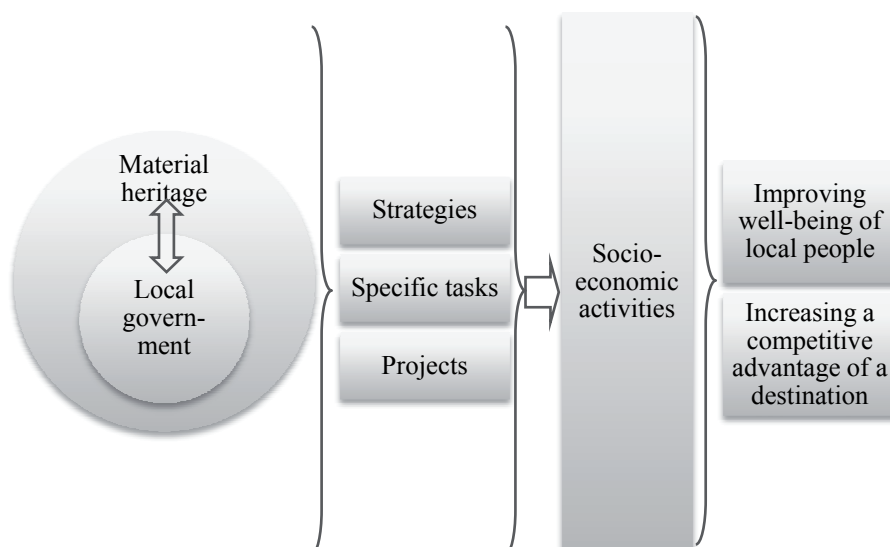 Material
heritage
Local
govern-
ment
Strategies
Specific tasks
Projects
Socio-
economic
activities
Improving
well-being of
local people
Increasing a
competitive
advantage of a
destination